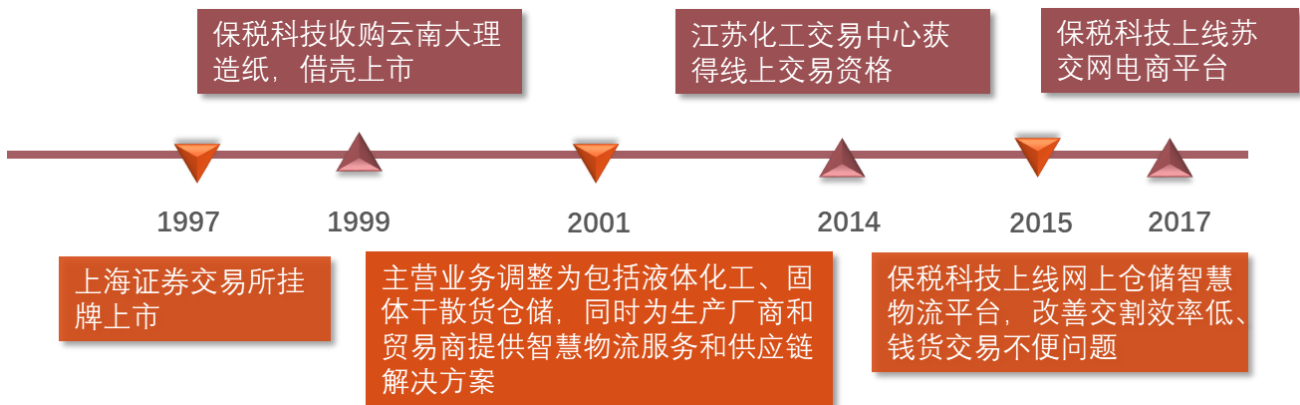 保税科技收购云南大理
造纸，借壳上市
江苏化工交易中心获
得线上交易资格
保税科技上线苏
交网电商平台
1997
1999
2001
2014
2015
2017
上海证券交易所挂
牌上市
主营业务调整为包括液体化工、固
体干散货仓储，同时为生产厂商和
贸易商提供智慧物流服务和供应链
解决方案
保税科技上线网上仓储智慧
物流平台，改善交割效率低、
钱货交易不便问题